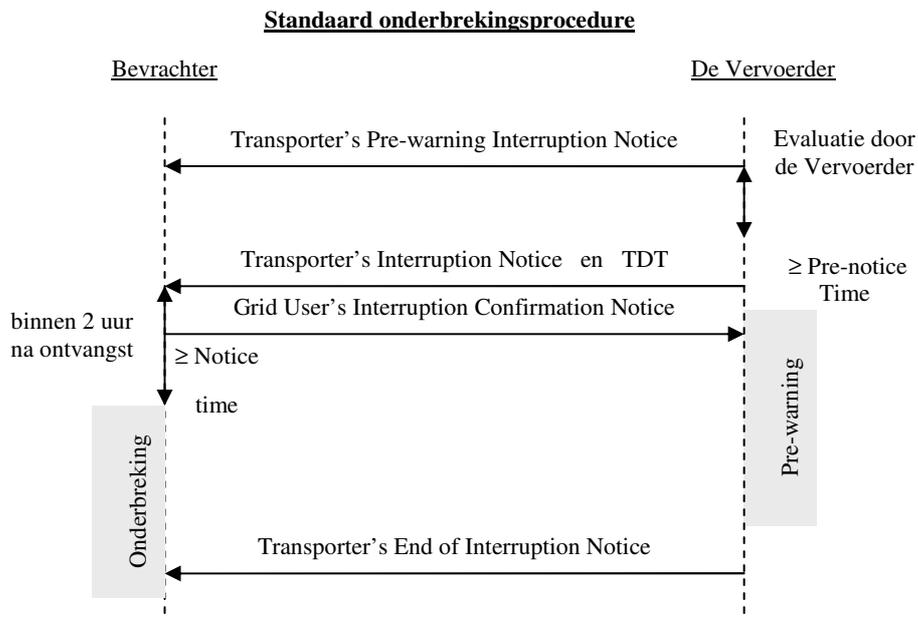 Standaard onderbrekingsprocedure
Bevrachter
De Vervoerder
Transporter's Pre-warning Interruption Notice
Evaluatie door
de Vervoerder
Transporter's Interruption Notice en TDT
≥ Pre-notice
Time
Grid User's Interruption Confirmation Notice
binnen 2 uur
na ontvangst
≥ Notice
time
Pre-warning
Onderbreking
Transporter's End of Interruption Notice